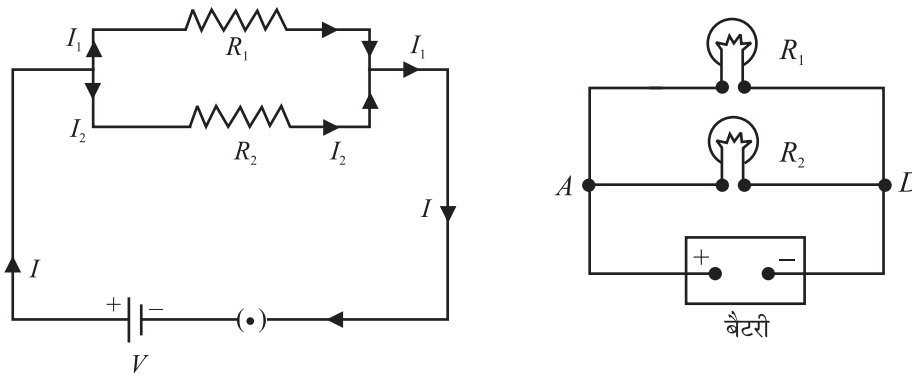 I₁
R₁
I₁
I₂
R₂
I₂
I
I
+
−
(•)
V
R₁
R₂
A
D
+
−
बैटरी